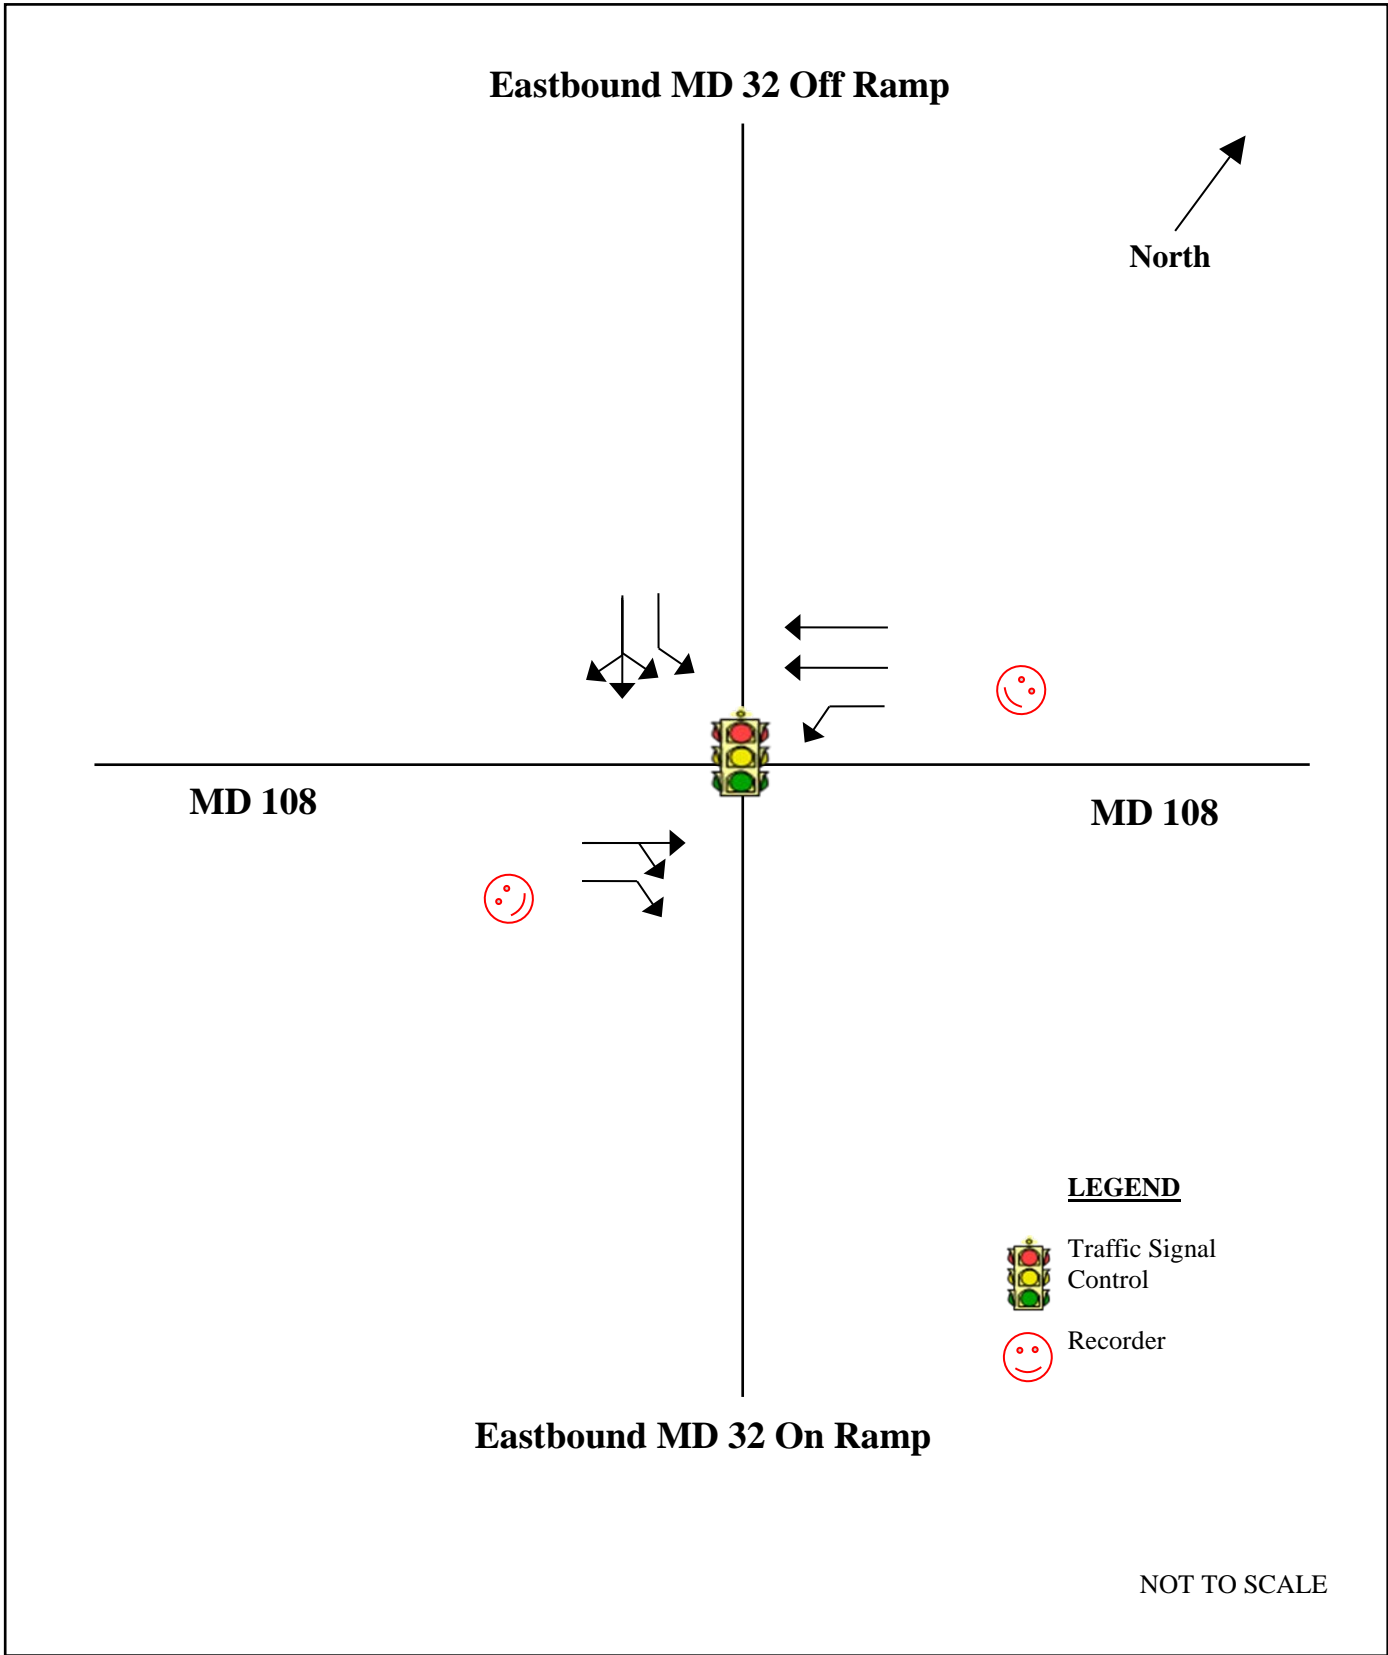 Eastbound MD 32 Off Ramp
North
MD 108
MD 108
LEGEND
Traffic Signal
Control
Recorder
Eastbound MD 32 On Ramp
NOT TO SCALE